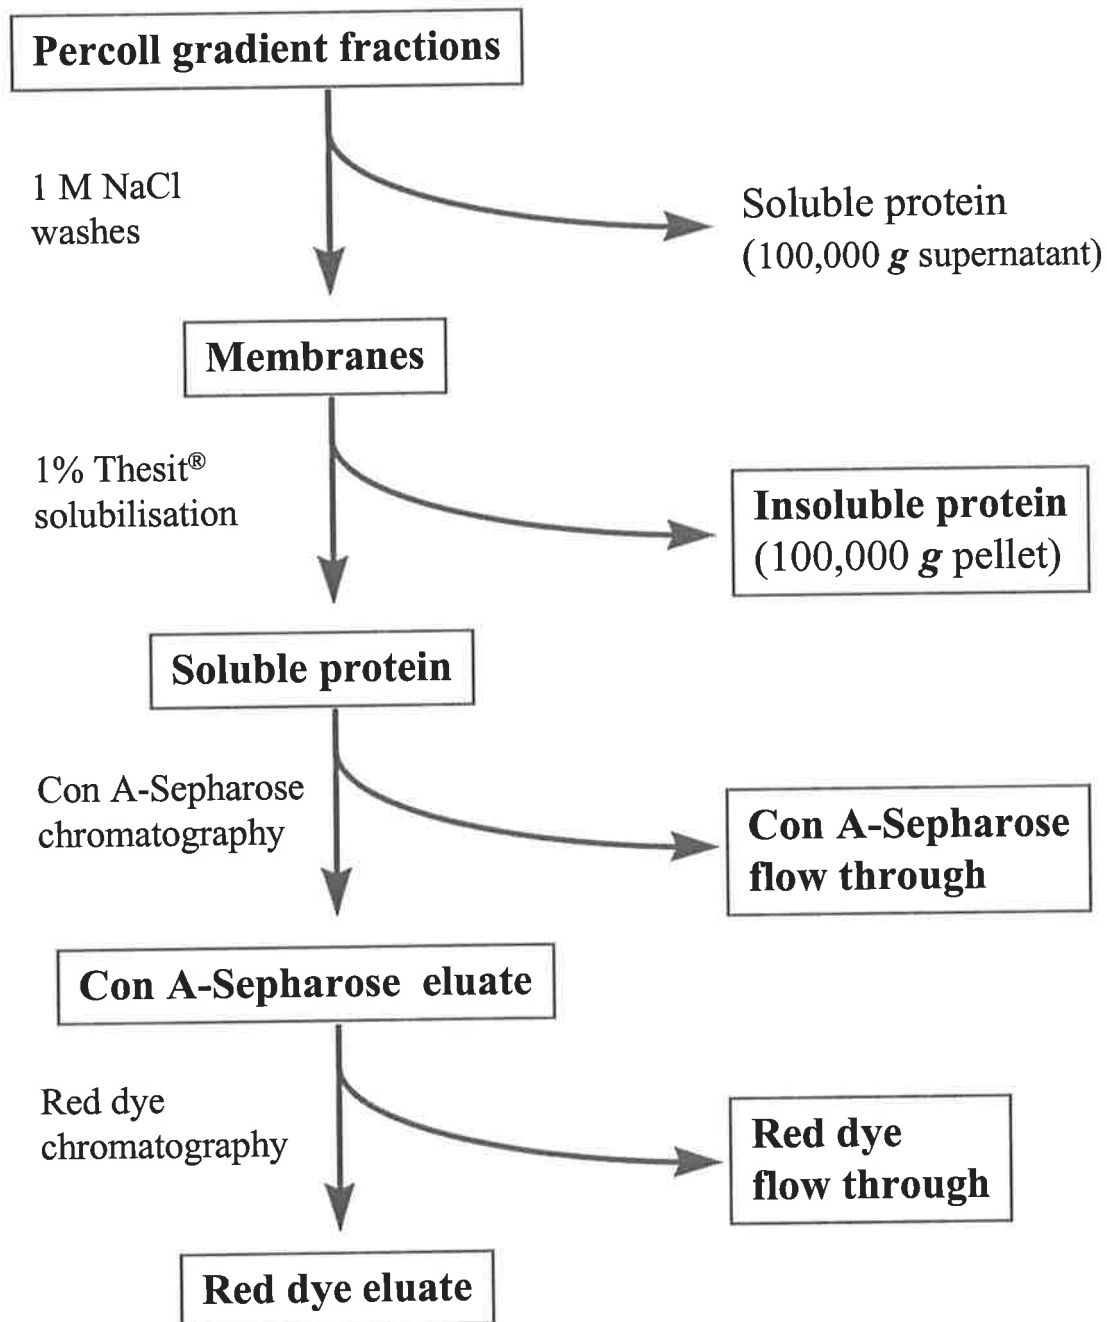 Percoll gradient fractions
1 M NaCl
washes
Soluble protein
(100,000 g supernatant)
Membranes
1% Thesit®
solubilisation
Insoluble protein
(100,000 g pellet)
Soluble protein
Con A-Sepharose
chromatography
Con A-Sepharose
flow through
Con A-Sepharose eluate
Red dye
chromatography
Red dye
flow through
Red dye eluate